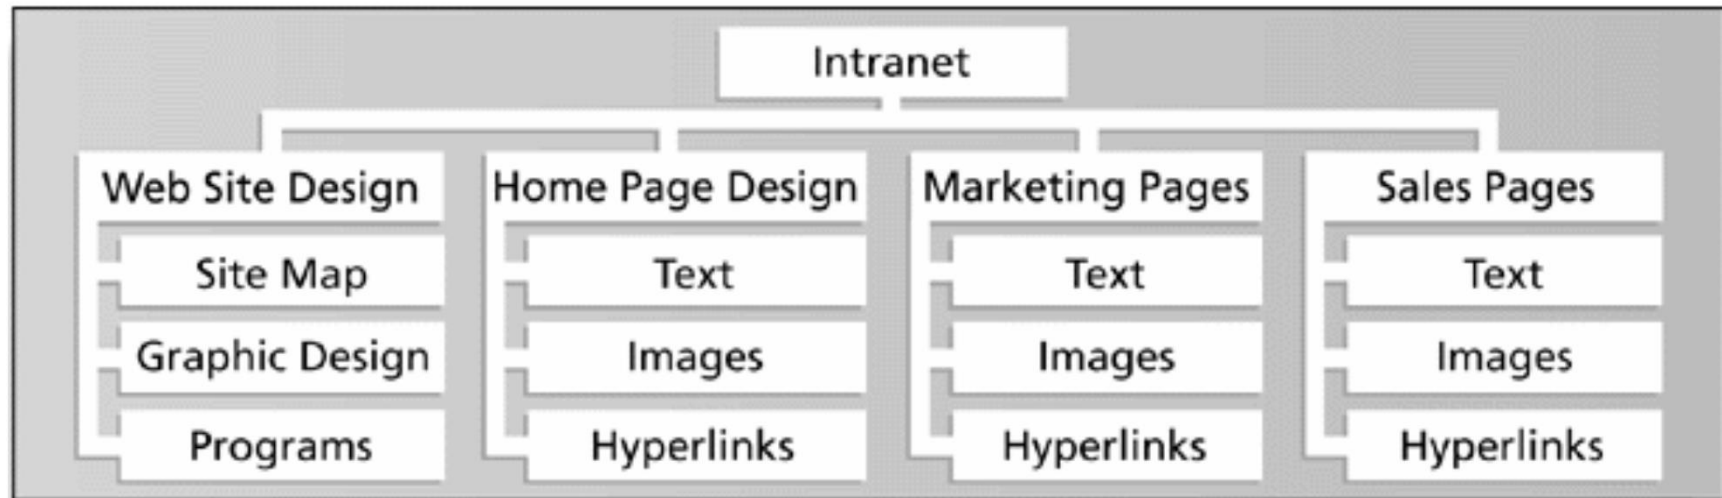 Intranet
Web Site Design
Home Page Design
Marketing Pages
Sales Pages
Site Map
Text
Text
Text
Graphic Design
Images
Images
Images
Programs
Hyperlinks
Hyperlinks
Hyperlinks